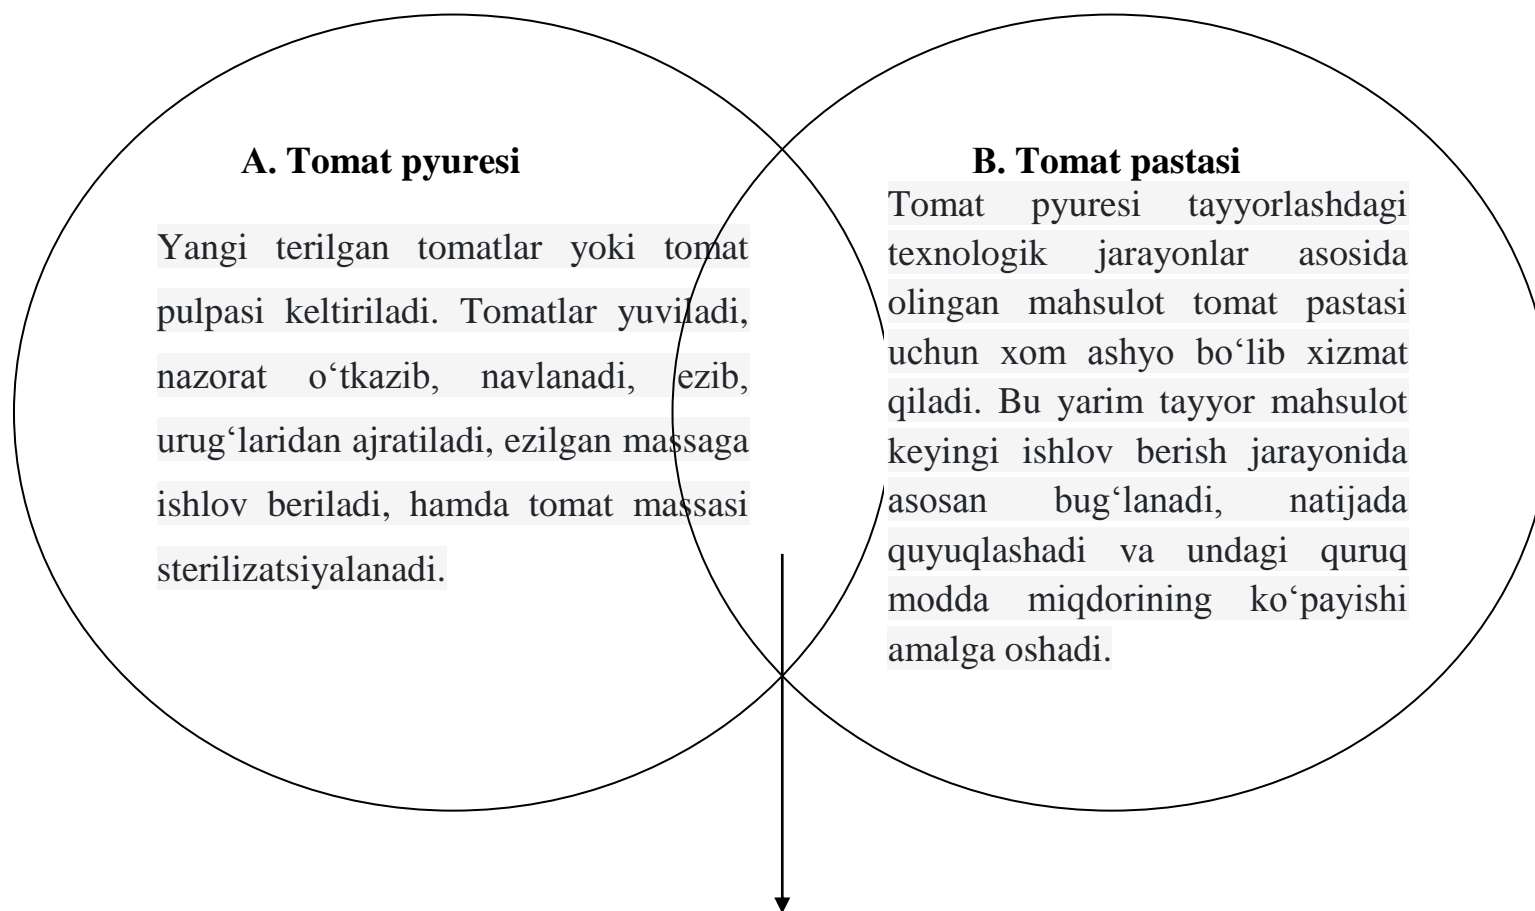 A. Tomat pyuresi
Yangi terilgan tomatlar yoki tomat
pulpasi keltiriladi. Tomatlar yuviladi,
nazorat o‘tkazib, navlanadi, ezib,
urug‘laridan ajratiladi, ezilgan massaga
ishlov beriladi, hamda tomat massasi
sterilizatsiyalanadi.
B. Tomat pastasi
Tomat pyuresi tayyorlashdagi
texnologik jarayonlar asosida
olingan mahsulot tomat pastasi
uchun xom ashyo bo‘lib xizmat
qiladi. Bu yarim tayyor mahsulot
keyingi ishlov berish jarayonida
asosan bug‘lanadi, natijada
quyuqlashadi va undagi quruq
modda miqdorining ko‘payishi
amalga oshadi.